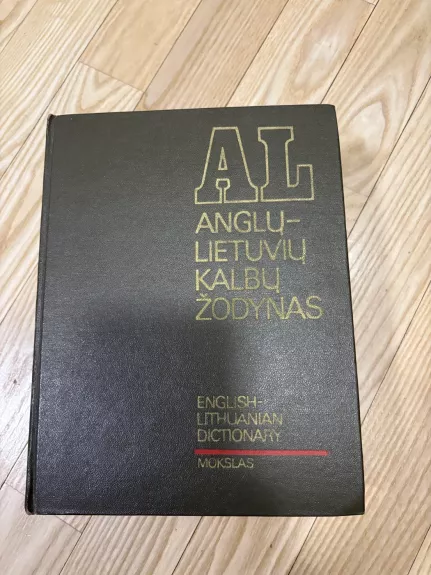 AL
ANGLŲ-
LIETUVIŲ
KALBŲ
ŽODYNAS
ENGLISH-
LITHUANIAN
DICTIONARY
MOKSLAS